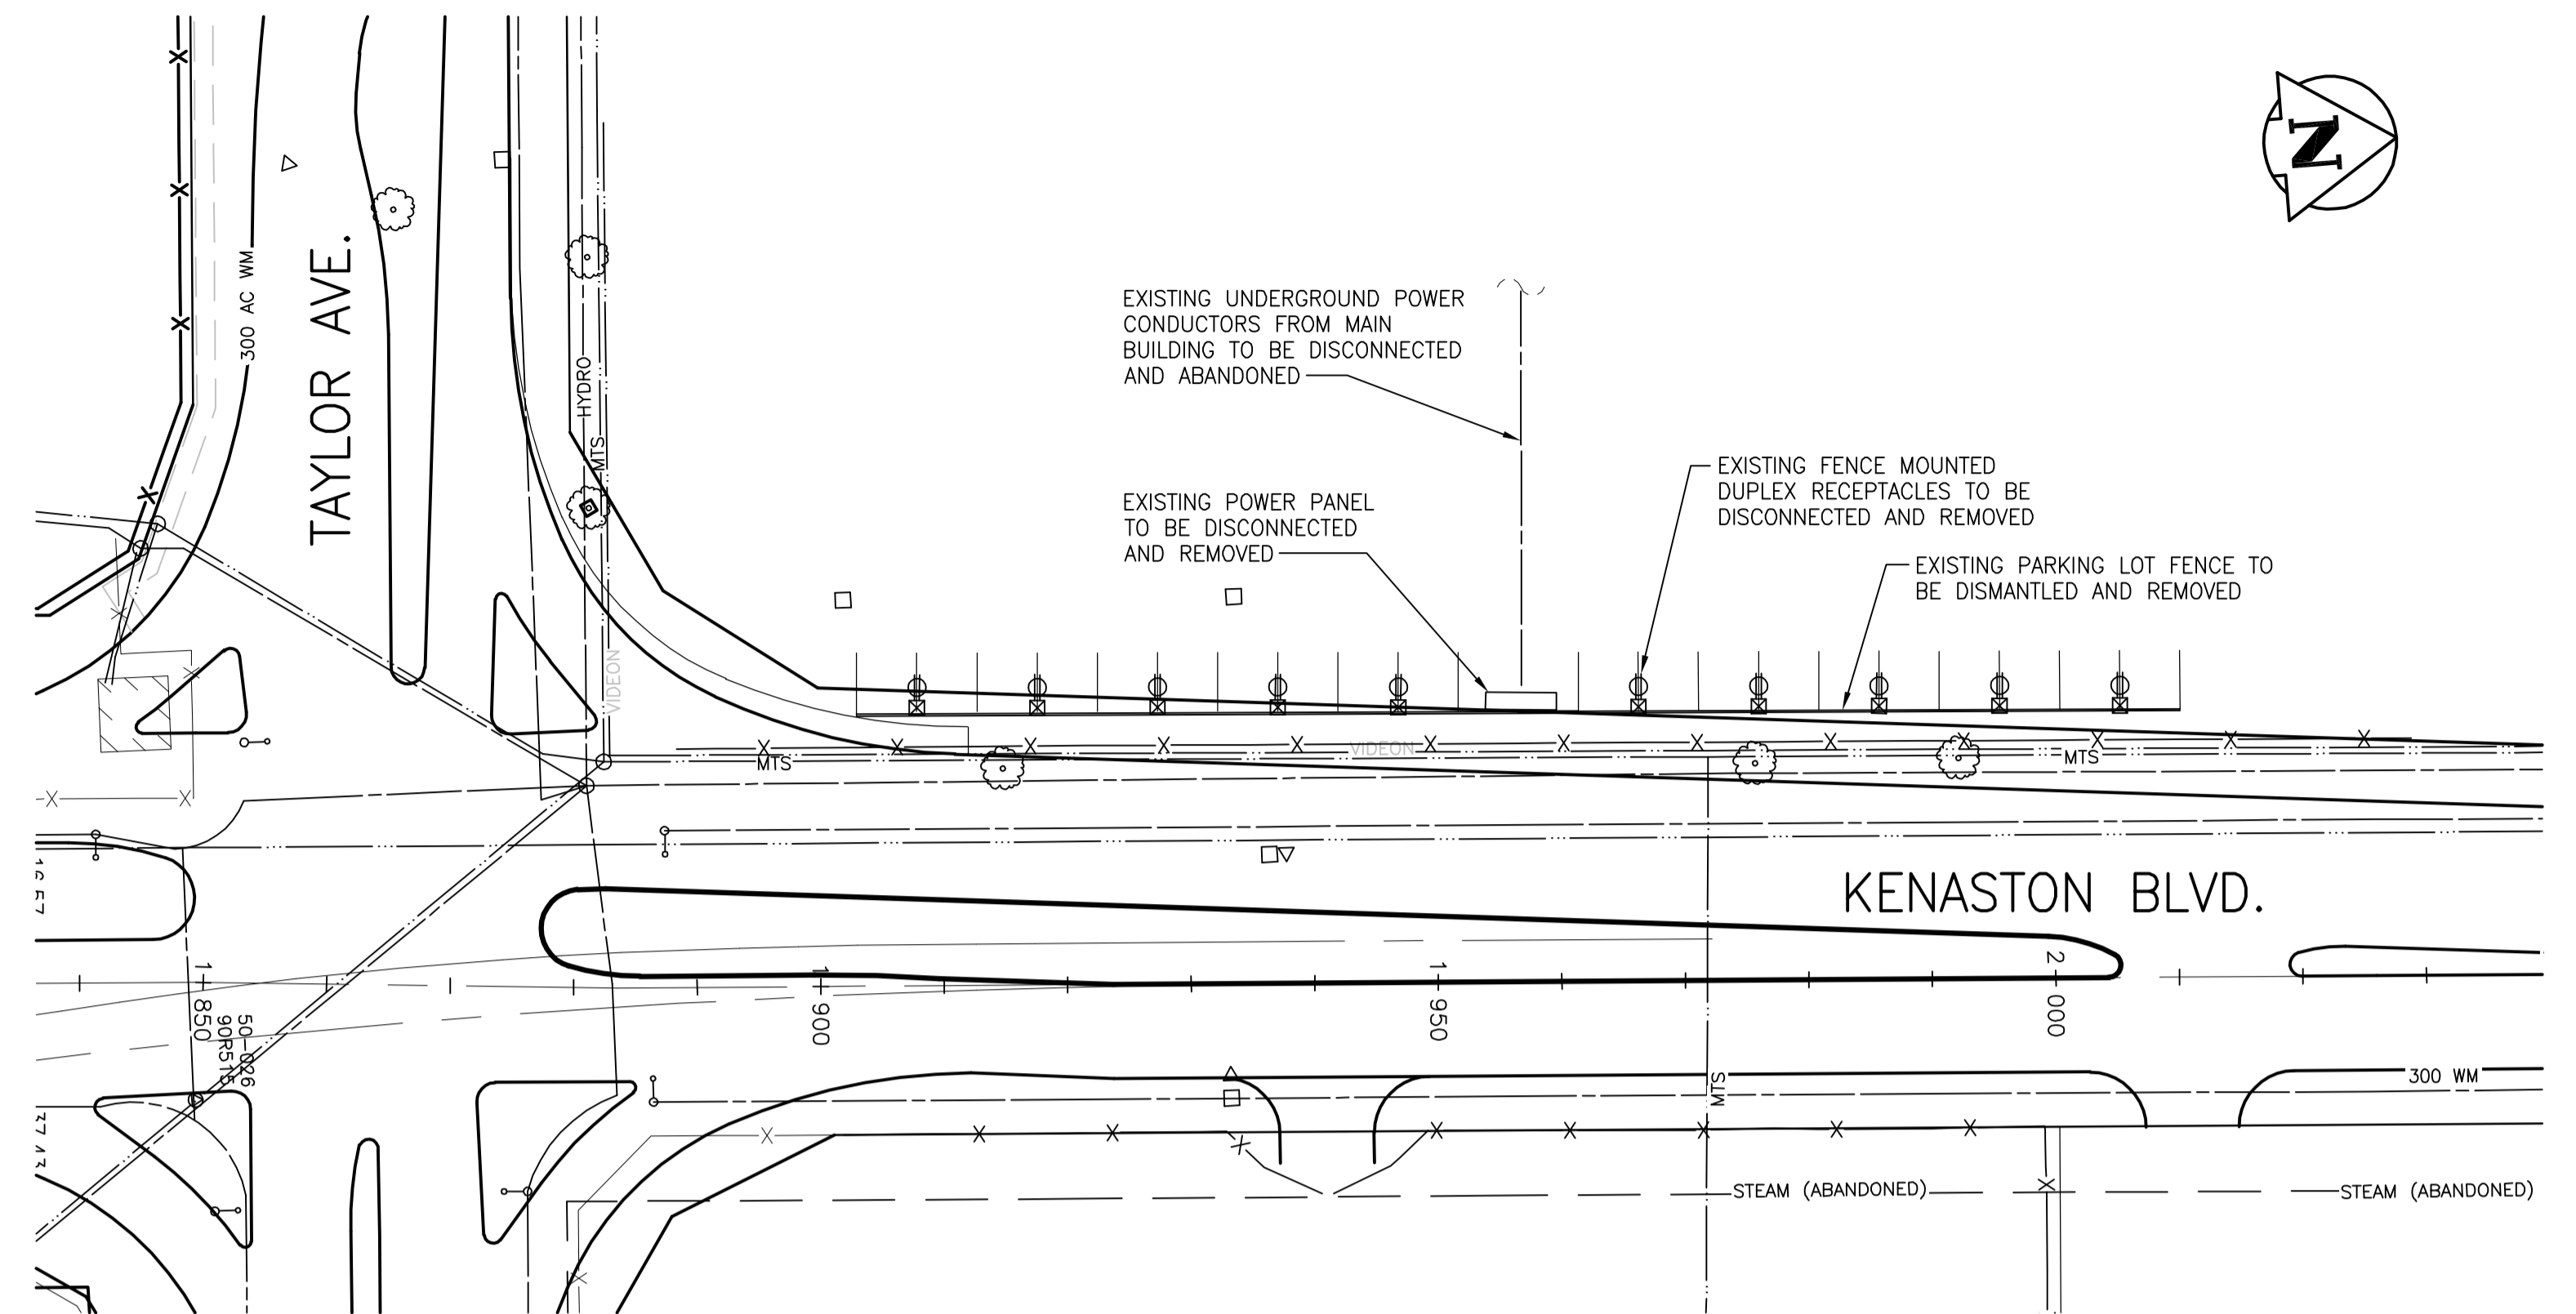 N
300 AC WM
TAYLOR AVE.
HYDRO
MTS
VIDEON
EXISTING UNDERGROUND POWER
CONDUCTORS FROM MAIN
BUILDING TO BE DISCONNECTED
AND ABANDONED
EXISTING POWER PANEL
TO BE DISCONNECTED
AND REMOVED
EXISTING FENCE MOUNTED
DUPLEX RECEPTACLES TO BE
DISCONNECTED AND REMOVED
EXISTING PARKING LOT FENCE TO
BE DISMANTLED AND REMOVED
MTS
VIDEON
MTS
KENASTON BLVD.
1 850
1 900
1 950
2 000
50-026
90R515
MTS
300 WM
STEAM (ABANDONED)
STEAM (ABANDONED)